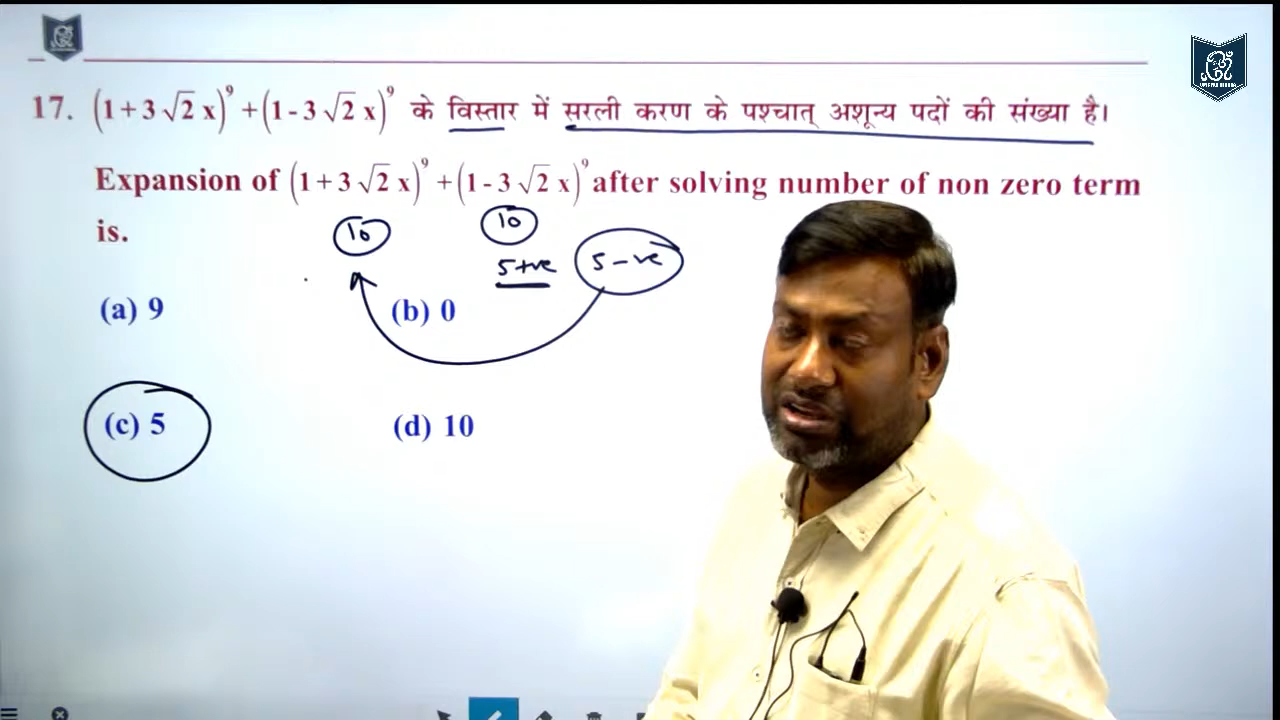 17. (1 + 3 √2 x)⁹ + (1 - 3 √2 x)⁹ के विस्तार में सरली करण के पश्चात् अशून्य पदों की संख्या है।
Expansion of (1 + 3 √2 x)⁹ + (1 - 3 √2 x)⁹ after solving number of non zero term
is.
10 10
5+ve 5-ve
(a) 9 (b) 0
(c) 5 (d) 10